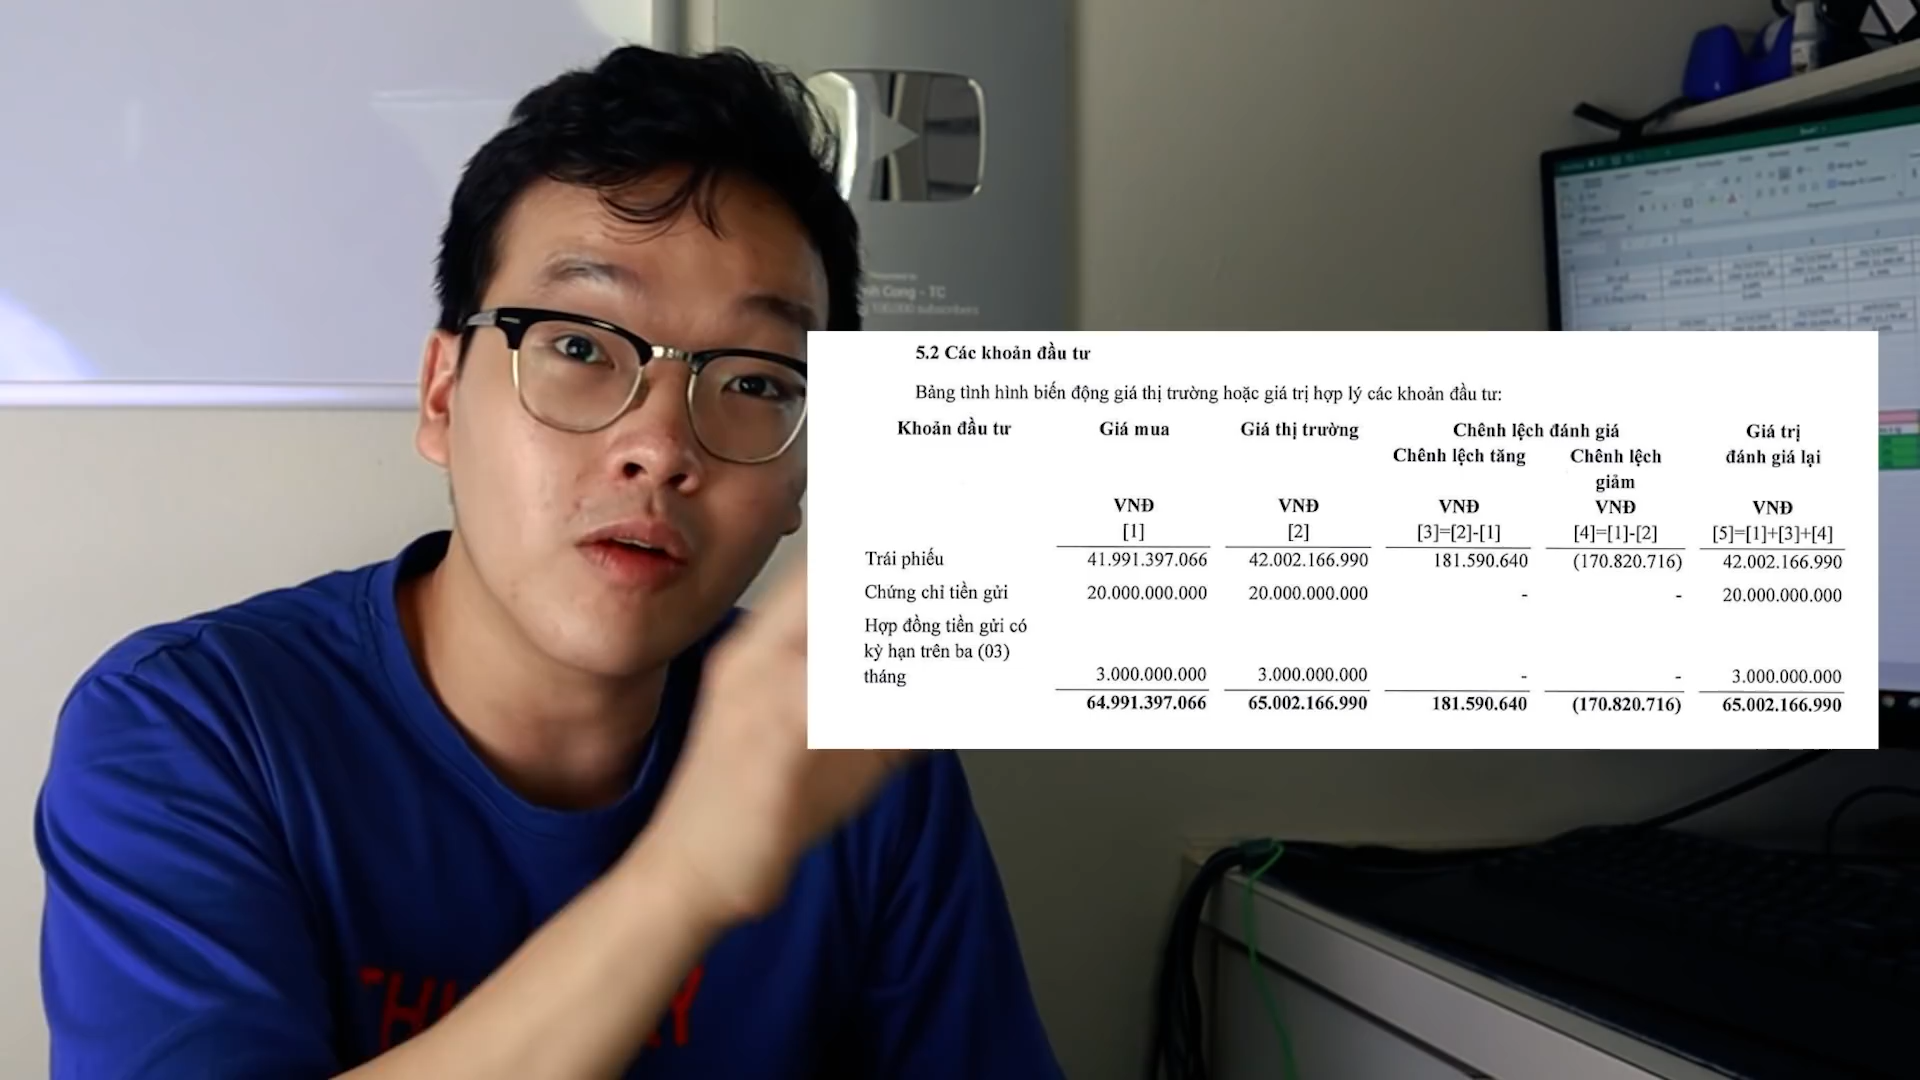 5.2 Các khoản đầu tư
Bảng tình hình biến động giá thị trường hoặc giá trị hợp lý các khoản đầu tư:
Khoản đầu tư Giá mua Giá thị trường Chênh lệch đánh giá Giá trị
Chênh lệch tăng Chênh lệch đánh giá lại
giảm
VNĐ VNĐ VNĐ VNĐ VNĐ
[1] [2] [3]=[2]-[1] [4]=[1]-[2] [5]=[1]+[3]+[4]
Trái phiếu 41.991.397.066 42.002.166.990 181.590.640 (170.820.716) 42.002.166.990
Chứng chỉ tiền gửi 20.000.000.000 20.000.000.000 - - 20.000.000.000
Hợp đồng tiền gửi có
kỳ hạn trên ba (03)
tháng 3.000.000.000 3.000.000.000 - - 3.000.000.000
64.991.397.066 65.002.166.990 181.590.640 (170.820.716) 65.002.166.990
Cong - TC
100,000 subscribers